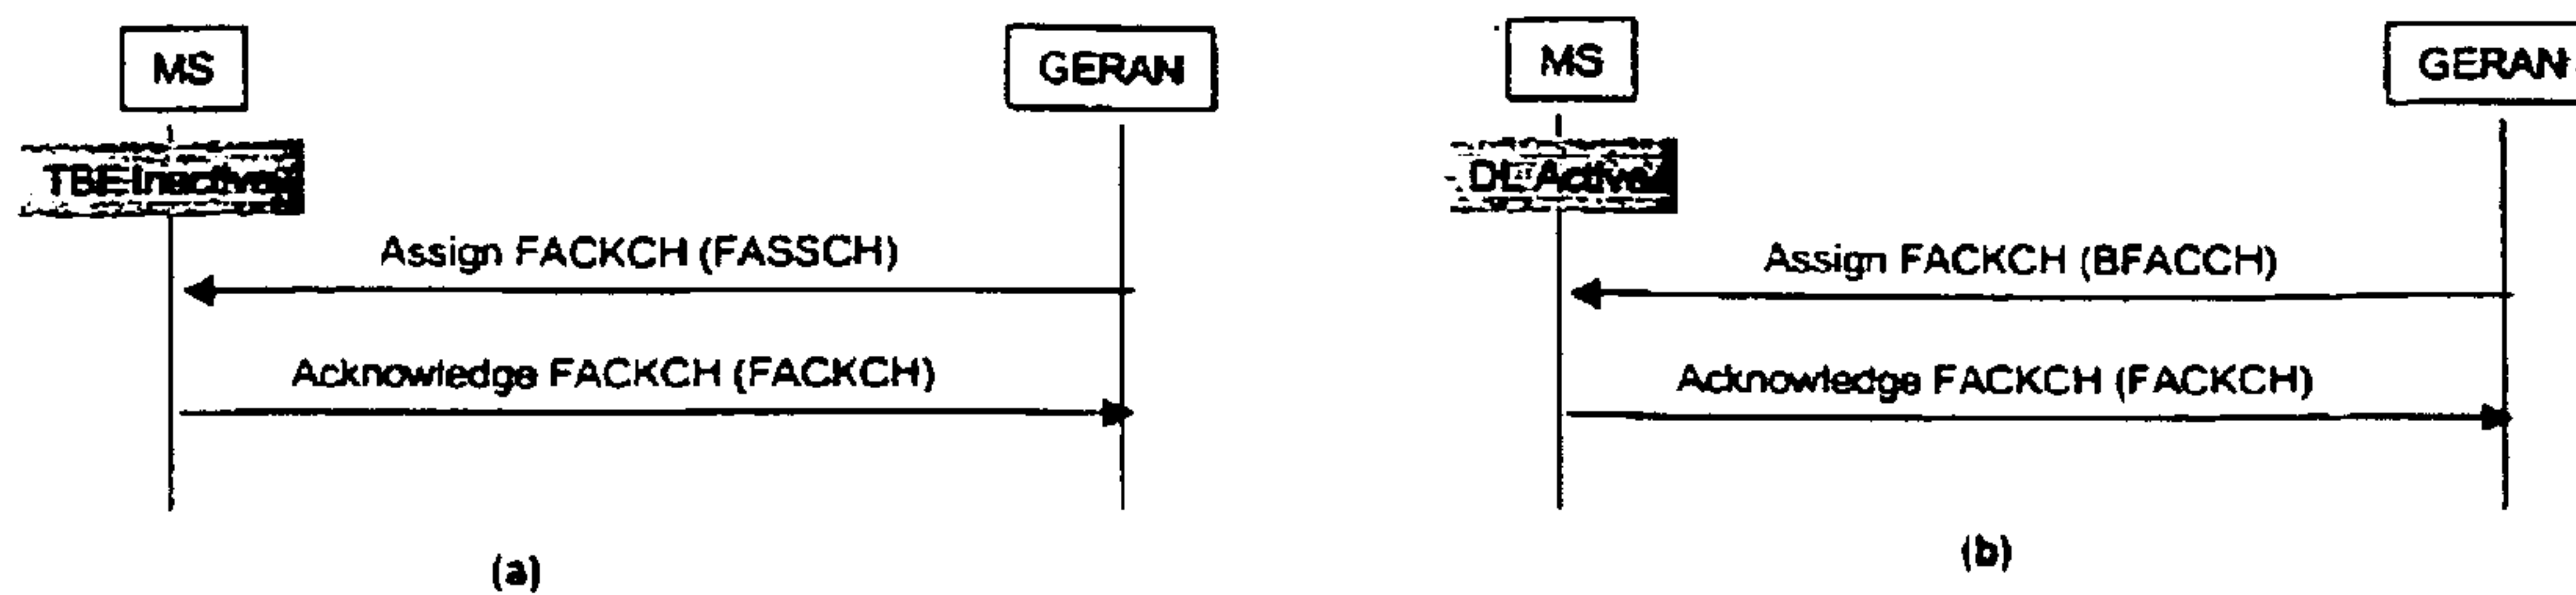 MS
GERAN
TBF Inactive
Assign FACKCH (FASSCH)
Acknowledge FACKCH (FACKCH)
(a)
MS
GERAN
DL Active
Assign FACKCH (BFACCH)
Acknowledge FACKCH (FACKCH)
(b)